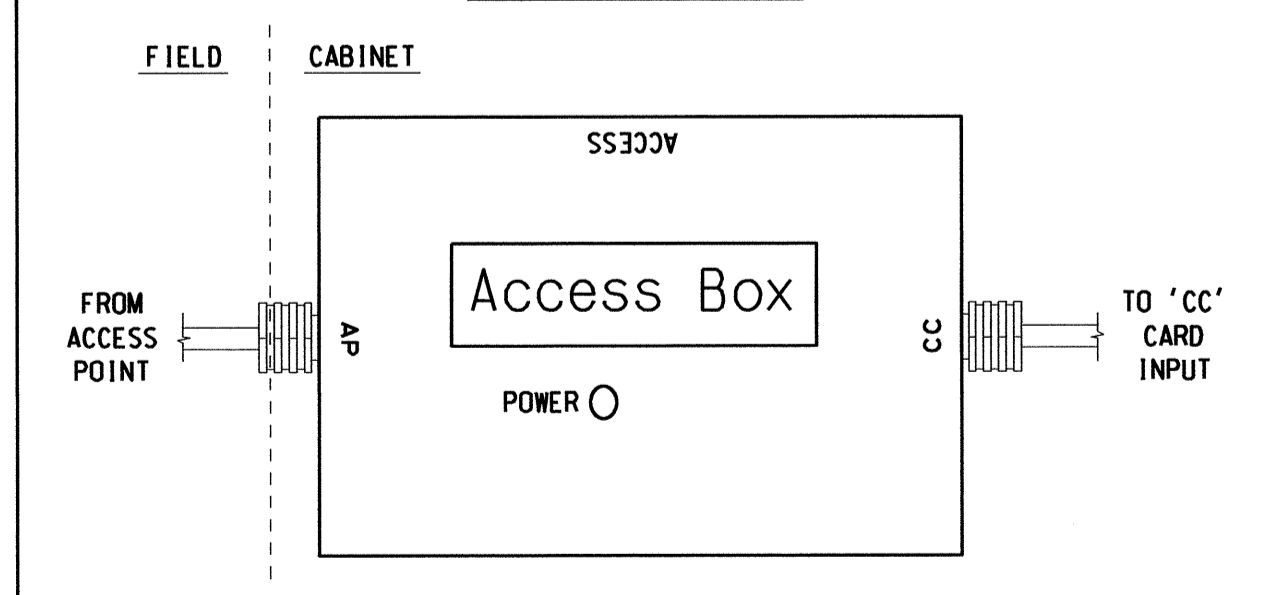 FIELD
CABINET
ACCESS
Access Box
FROM
ACCESS
POINT
AP
CC
TO 'CC'
CARD
INPUT
POWER